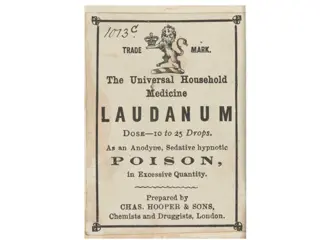 1073c
TRADE MARK.
The Universal Household
Medicine
LAUDANUM
DOSE—10 to 25 Drops.
As an Anodyne, Sedative hypnotic
POISON,
in Excessive Quantity.
Prepared by
CHAS. HOOPER & SONS,
Chemists and Druggists, London.